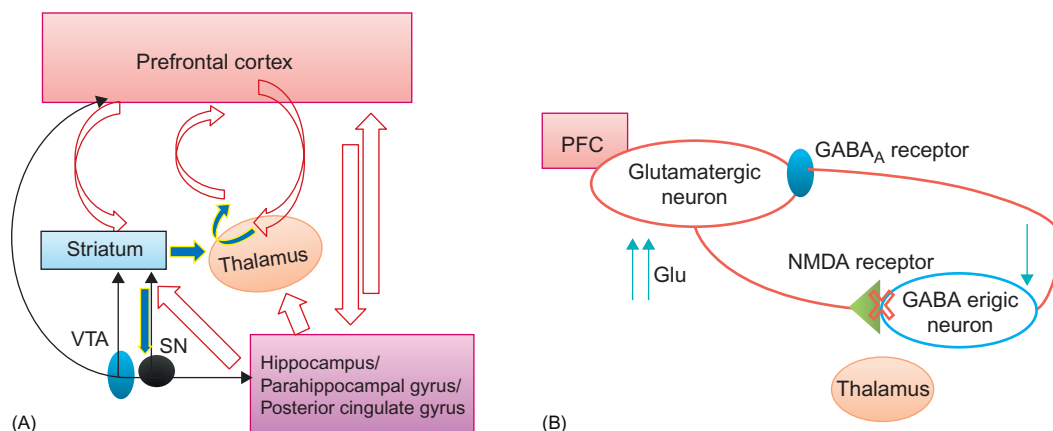 Prefrontal cortex
Striatum
Thalamus
VTA
SN
Hippocampus/
Parahippocampal gyrus/
Posterior cingulate gyrus
(A)
PFC
Glutamatergic
neuron
GABAA receptor
Glu
NMDA receptor
GABA erigic
neuron
Thalamus
(B)